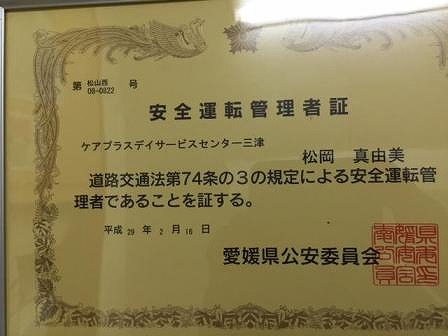 松山西
第 08-0822 号
安全運転管理者証
ケアプラスデイサービスセンター三津
松岡 真由美
道路交通法第74条の3の規定による安全運転管
理者であることを証する。
平成 29 年 2 月 16 日
愛媛県公安委員会